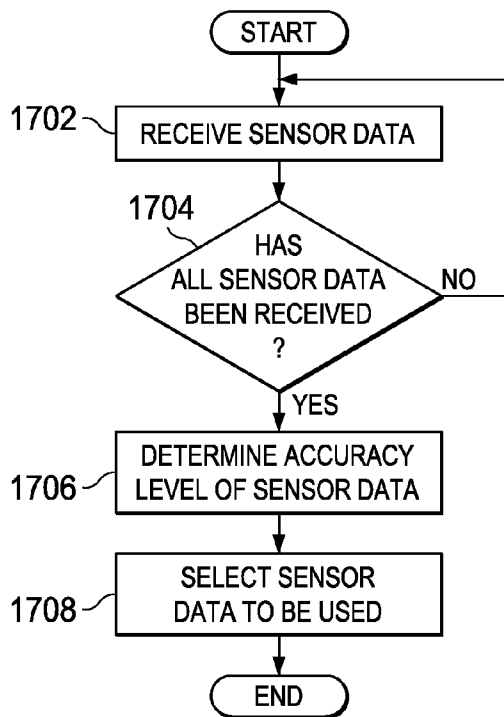 START
1702
RECEIVE SENSOR DATA
1704
HAS
ALL SENSOR DATA
BEEN RECEIVED
?
NO
YES
1706
DETERMINE ACCURACY
LEVEL OF SENSOR DATA
1708
SELECT SENSOR
DATA TO BE USED
END